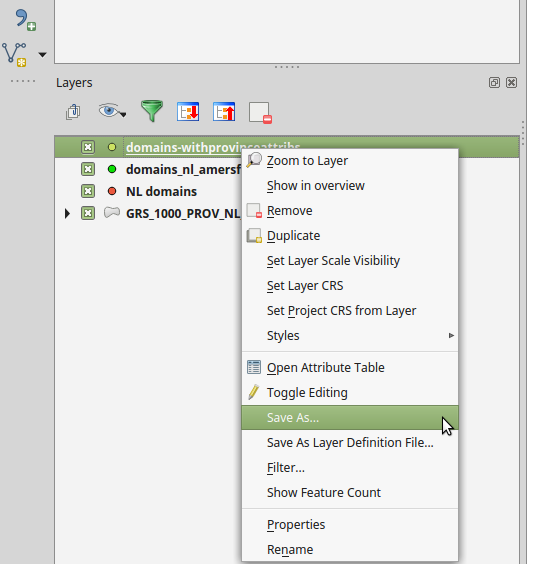 Layers
domains-withprovinceattribs
domains_nl_amersf
NL domains
GRS_1000_PROV_NL
Zoom to Layer
Show in overview
Remove
Duplicate
Set Layer Scale Visibility
Set Layer CRS
Set Project CRS from Layer
Styles
Open Attribute Table
Toggle Editing
Save As...
Save As Layer Definition File...
Filter...
Show Feature Count
Properties
Rename